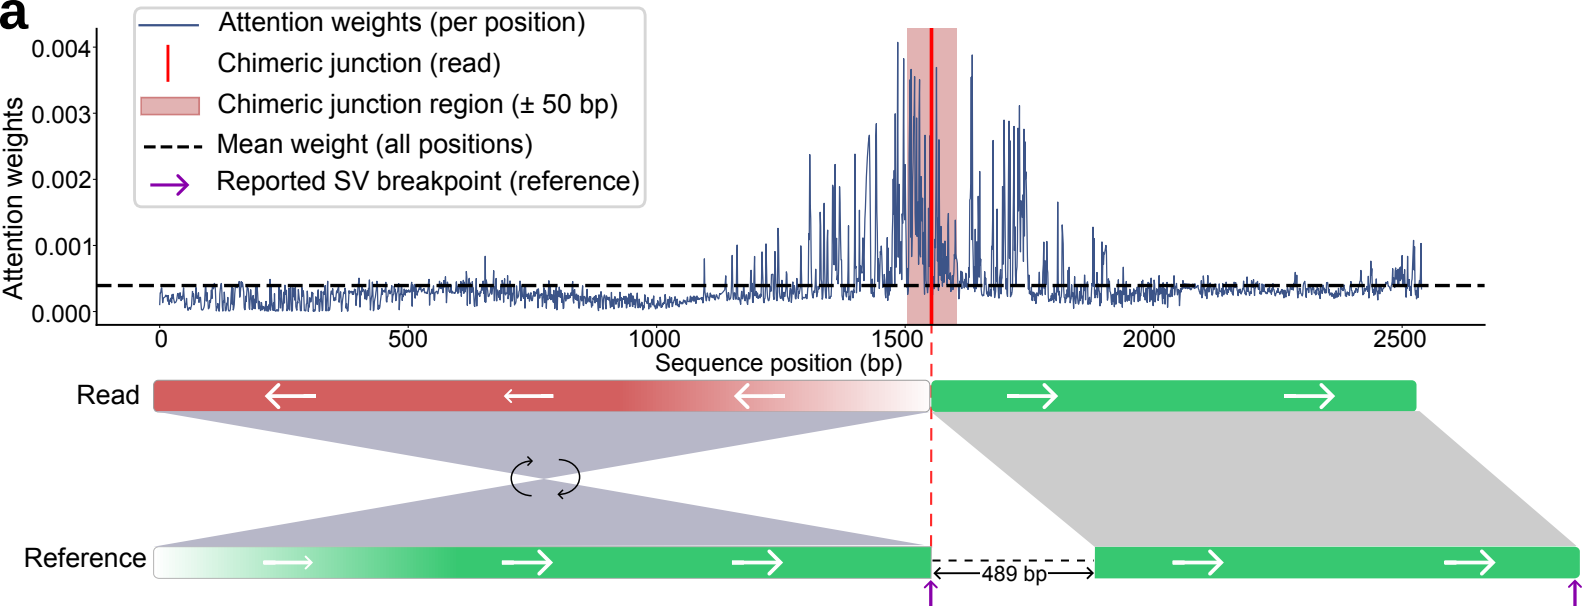 a
Attention weights (per position)
Chimeric junction (read)
Chimeric junction region (± 50 bp)
Mean weight (all positions)
Reported SV breakpoint (reference)
Attention weights
0.004
0.003
0.002
0.001
0.000
0 500 1000 1500 2000 2500
Sequence position (bp)
Read
Reference
489 bp